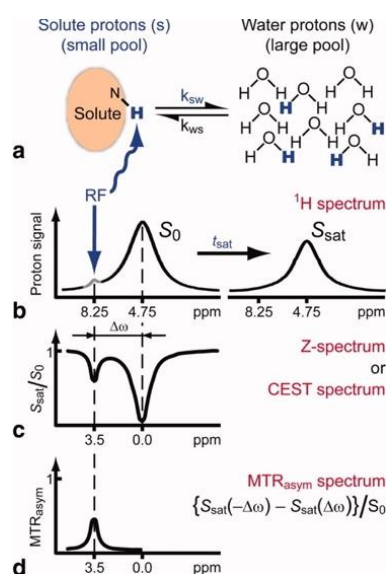 Solute protons (s)
(small pool)
Water protons (w)
(large pool)
N
H
Solute
k_sw
k_ws
O
H H
O
H H
O
H H
O
H H
O
H H
O
H H
O
H H
O
H H
a
RF
¹H spectrum
Proton signal
S₀
t_sat
S_sat
b
8.25 4.75 ppm
8.25 4.75 ppm
Δω
1
S_sat/S₀
Z-spectrum
or
CEST spectrum
c
3.5 0.0 ppm
1
MTR_asym
MTR_asym spectrum
{S_sat(-Δω) – S_sat(Δω)}/S₀
d
3.5 0.0 ppm